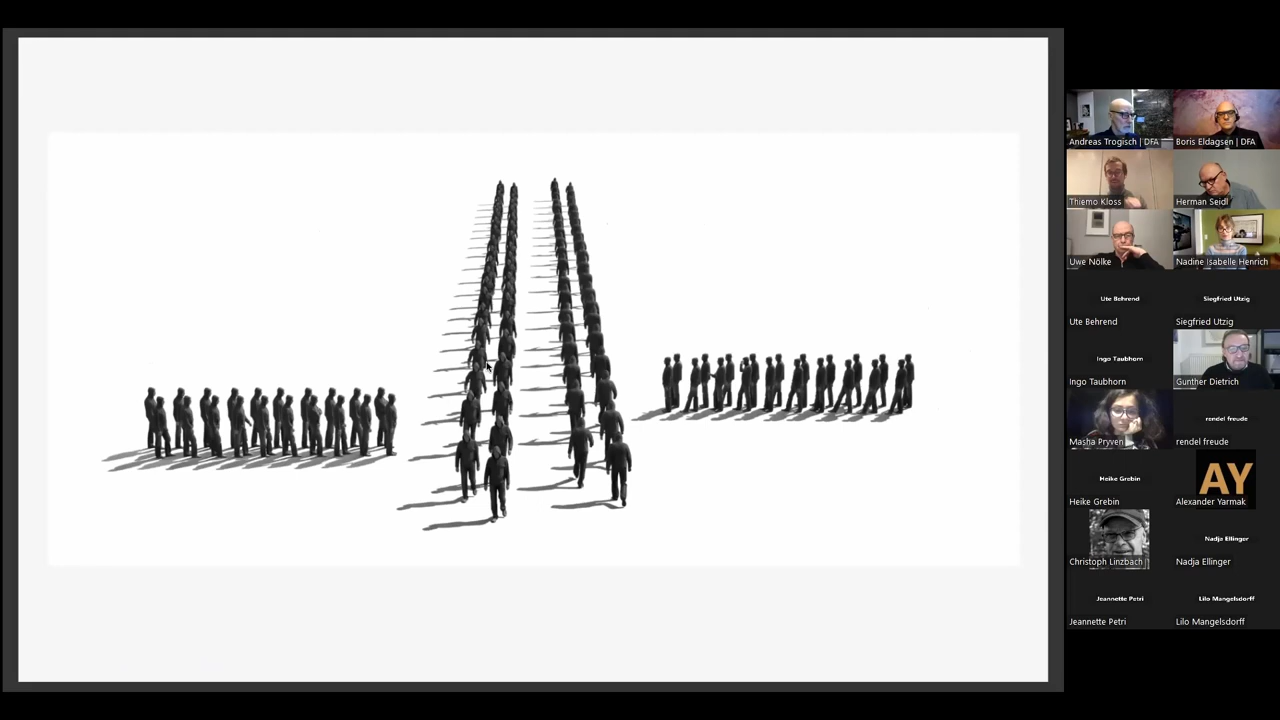 Andreas Trogisch | DFA
Boris Eldagsen | DFA
Thiemo Kloss
Herman Seidl
Uwe Nölke
Nadine Isabelle Henrich
Ute Behrend
Siegfried Utzig
Ute Behrend
Siegfried Utzig
Ingo Taubhorn
Ingo Taubhorn
Gunther Dietrich
rendel freude
Masha Pryven
rendel freude
Heike Grebin
AY
Heike Grebin
Alexander Yarmak
Nadja Ellinger
Christoph Linzbach
Nadja Ellinger
Jeannette Petri
Lilo Mangelsdorff
Jeannette Petri
Lilo Mangelsdorff